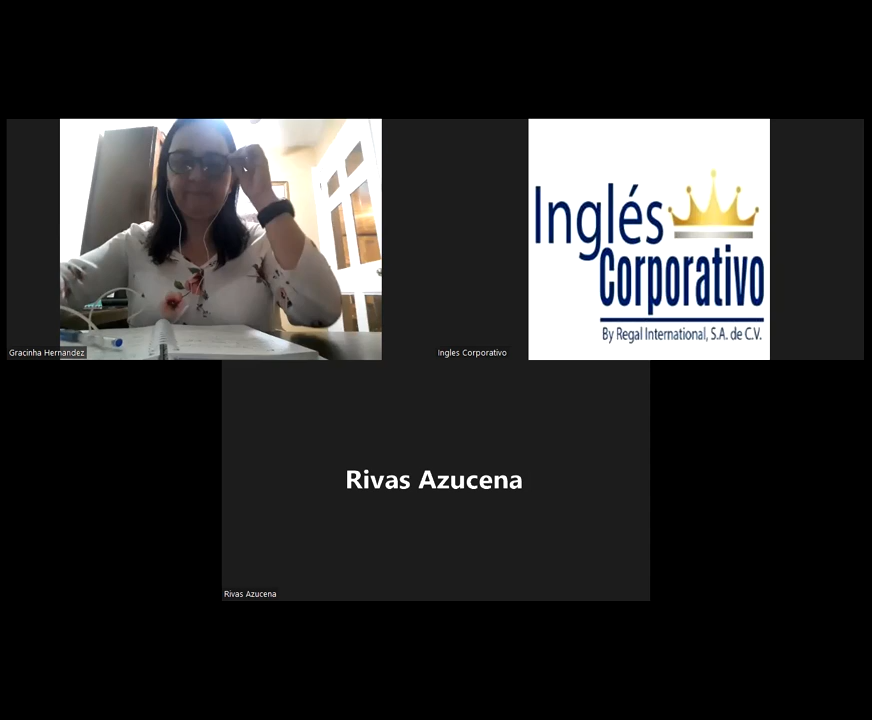 Inglés
Corporativo
By Regal International, S.A. de C.V.
Gracinha Hernandez
Ingles Corporativo
Rivas Azucena
Rivas Azucena